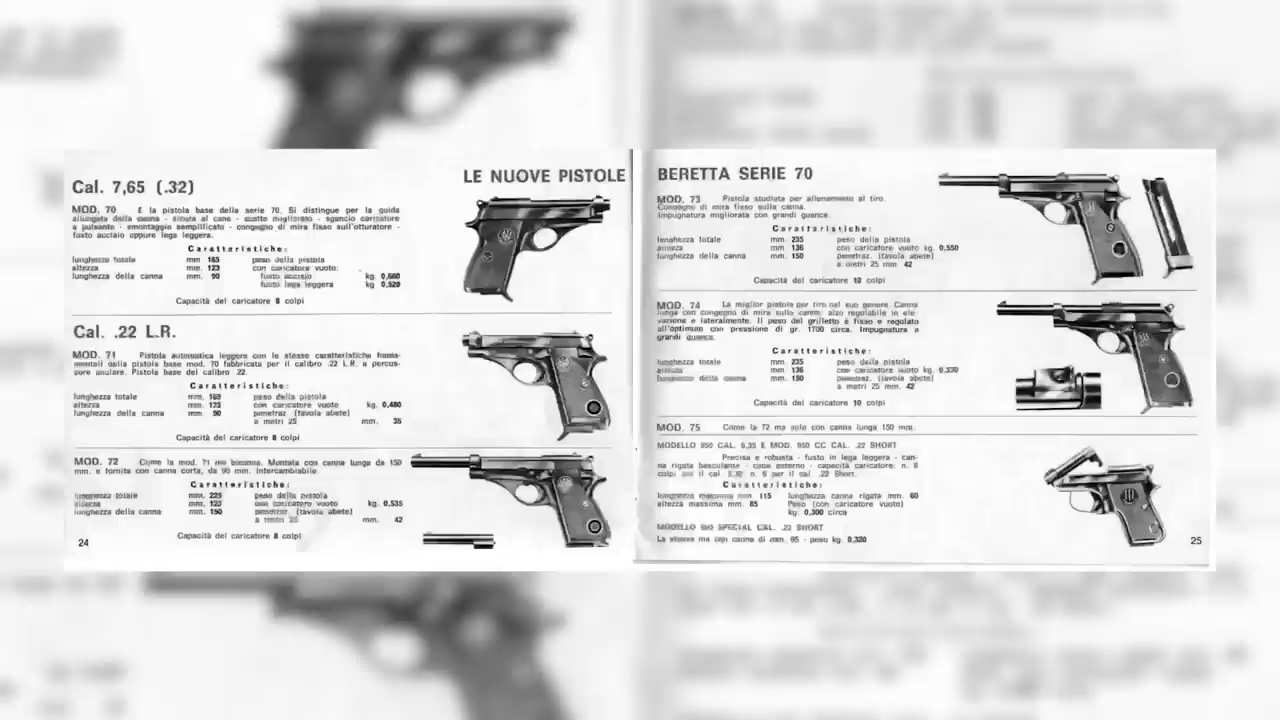 Cal. 7,65 (.32)
LE NUOVE PISTOLE
MOD. 70 È la pistola base della serie 70. Si distingue per la guida
allungata della canna - sicura al cane - scatto migliorato - sgancio caricatore
a pulsante - smontaggio semplificato - congegno di mira fisso sull'otturatore -
fusto acciaio oppure lega leggera.
Caratteristiche:
lunghezza totale mm 165 peso della pistola
altezza mm 123 con caricatore vuoto:
lunghezza della canna mm. 90 fusto acciaio kg 0,660
fusto lega leggera kg 0,520
Capacità del caricatore 8 colpi
Cal. .22 L.R.
MOD. 71 Pistola automatica leggera con le stesse caratteristiche fonda-
mentali della pistola base mod. 70 fabbricata per il calibro .22 L.R. a percus-
sione anulare. Pistola base del calibro .22.
Caratteristiche:
lunghezza totale mm. 165 peso della pistola
altezza mm. 123 con caricatore vuoto kg. 0,480
lunghezza della canna mm 90 penetraz. (tavola abete)
a metri 25 mm. 35
Capacità del caricatore 8 colpi
MOD. 72 Come la mod. 71 ma bicanna. Montata con canna lunga da 150
mm. e fornita con canna corta, da 90 mm. intercambiabile
Caratteristiche:
lunghezza totale mm. 225 peso della pistola
altezza mm. 123 con caricatore vuoto kg. 0,535
lunghezza della canna mm. 150 penetraz. (tavola abete)
a metri 25 mm. 42
Capacità del caricatore 8 colpi
24
BERETTA SERIE 70
MOD. 73 Pistola studiata per allenamento al tiro.
Congegno di mira fisso sulla canna.
Impugnatura migliorata con grandi guance.
Caratteristiche:
lunghezza totale mm. 235 peso della pistola
altezza mm. 136 con caricatore vuoto kg. 0,550
lunghezza della canna mm. 150 penetraz. (tavola abete)
a metri 25 mm 42
Capacità del caricatore 10 colpi
MOD. 74 La miglior pistola per tiro nel suo genere. Canna
lunga con congegno di mira sulla canna; alzo regolabile in ele-
vazione e lateralmente. Il peso del grilletto è fisso e regolato
all'optimum con pressione di gr. 1700 circa. Impugnatura a
grandi guance.
Caratteristiche:
lunghezza totale mm. 235 peso della pistola
altezza mm. 136 con caricatore vuoto kg.
lunghezza della canna mm. 150 penetraz. (tavola abete)
a metri 25 mm. 42
Capacità del caricatore 10 colpi
MOD. 75 Come la 72 ma solo con canna lunga 150 mm.
MODELLO 950 CAL. 6,35 E MOD. 950 CC CAL. .22 SHORT
Precisa e robusta - fusto in lega leggera - can-
na rigata basculante - cane esterno - capacità caricatore: n. 8
colpi per il cal. 6,35 n. 6 per il cal. .22 Short.
Caratteristiche:
lunghezza massima mm 115 lunghezza canna rigata mm. 60
altezza massima mm. 85 Peso (con caricatore vuoto)
kg. 0,300 circa
MODELLO 950 SPECIAL CAL. .22 SHORT
La stessa ma con canna di mm. 95 - peso kg. 0,320
25